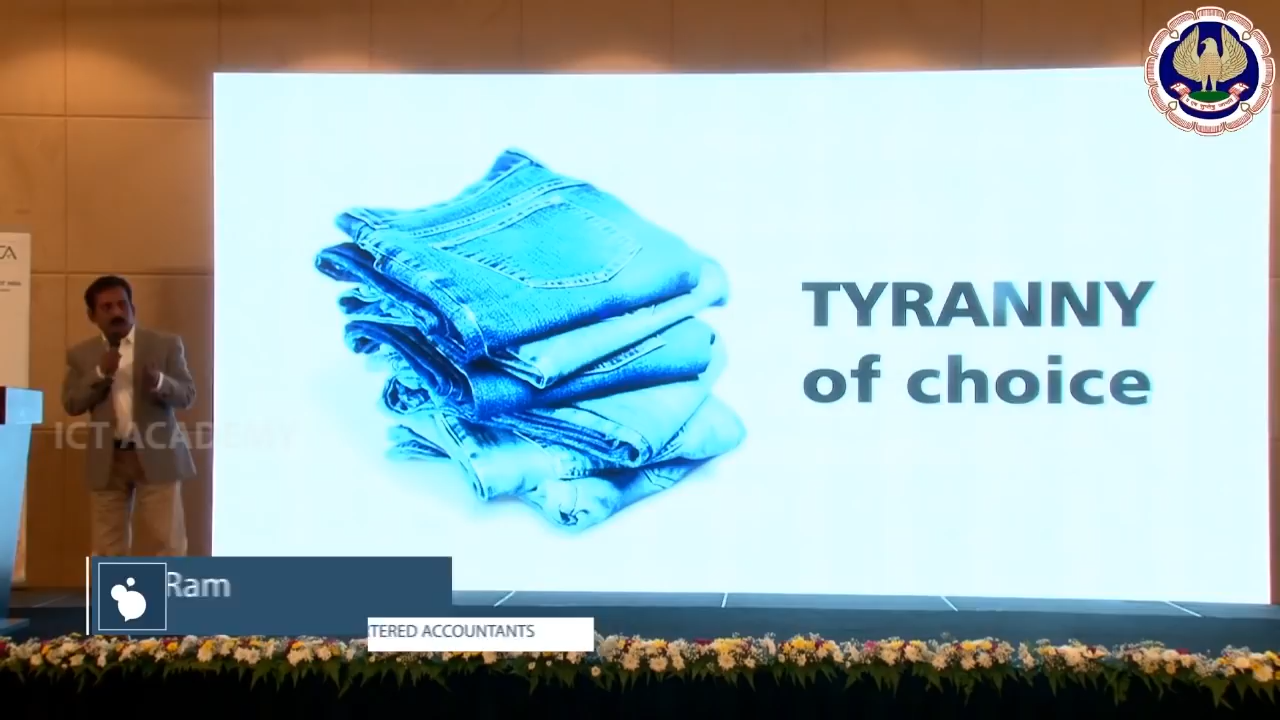 TYRANNY
of choice
ICT ACADEMY
Ram
TERED ACCOUNTANTS